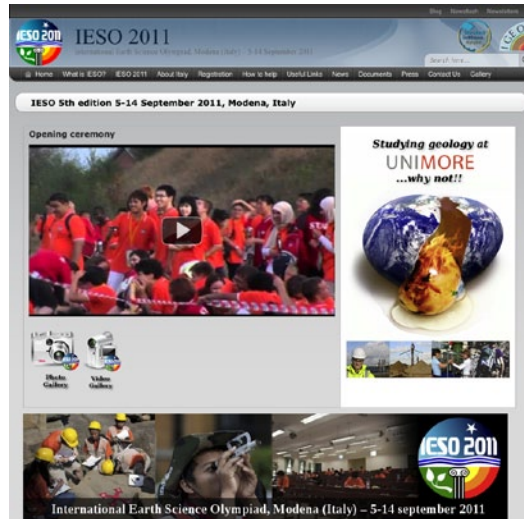 Blog Newsflash Newsletters
IESO 2011
IESO 2011
International Earth Science Olympiad, Modena (Italy) - 5-14 September 2011
Search here...
Home What is IESO? IESO 2011 About Italy Registration How to help Useful Links News Documents Press Contact Us Gallery
IESO 5th edition 5-14 September 2011, Modena, Italy
Opening ceremony
Studying geology at
UNIMORE
...why not!!
Photo
Gallery
Video
Gallery
IESO 2011
International Earth Science Olympiad, Modena (Italy) – 5-14 september 2011